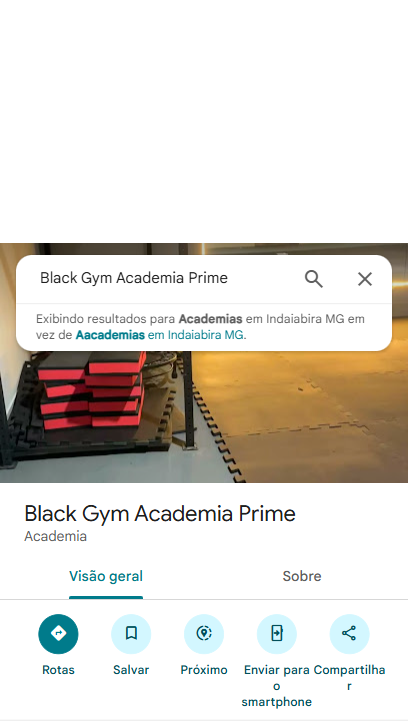 Black Gym Academia Prime
Exibindo resultados para Academias em Indaiabira MG em
vez de Aacademias em Indaiabira MG.
Black Gym Academia Prime
Academia
Visão geral
Sobre
Rotas
Salvar
Próximo
Enviar para
o
smartphone
Compartilha
r